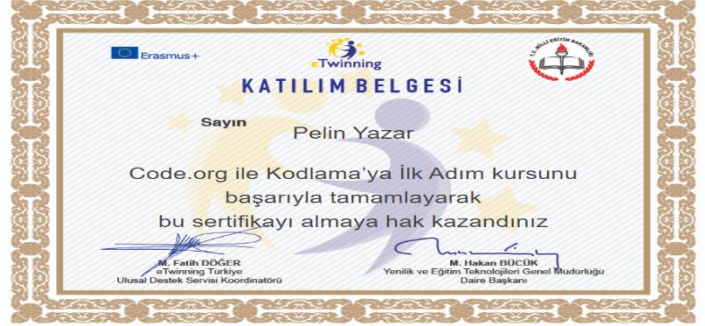 Erasmus+
eTwinning
T.C. MİLLİ EĞİTİM BAKANLIĞI
KATILIM BELGESİ
Sayın
Pelin Yazar
Code.org ile Kodlama'ya İlk Adım kursunu
başarıyla tamamlayarak
bu sertifikayı almaya hak kazandınız
M. Fatih DÖĞER
eTwinning Türkiye
Ulusal Destek Servisi Koordinatörü
M. Hakan BÜCÜK
Yenilik ve Eğitim Teknolojileri Genel Müdürlüğü
Daire Başkanı